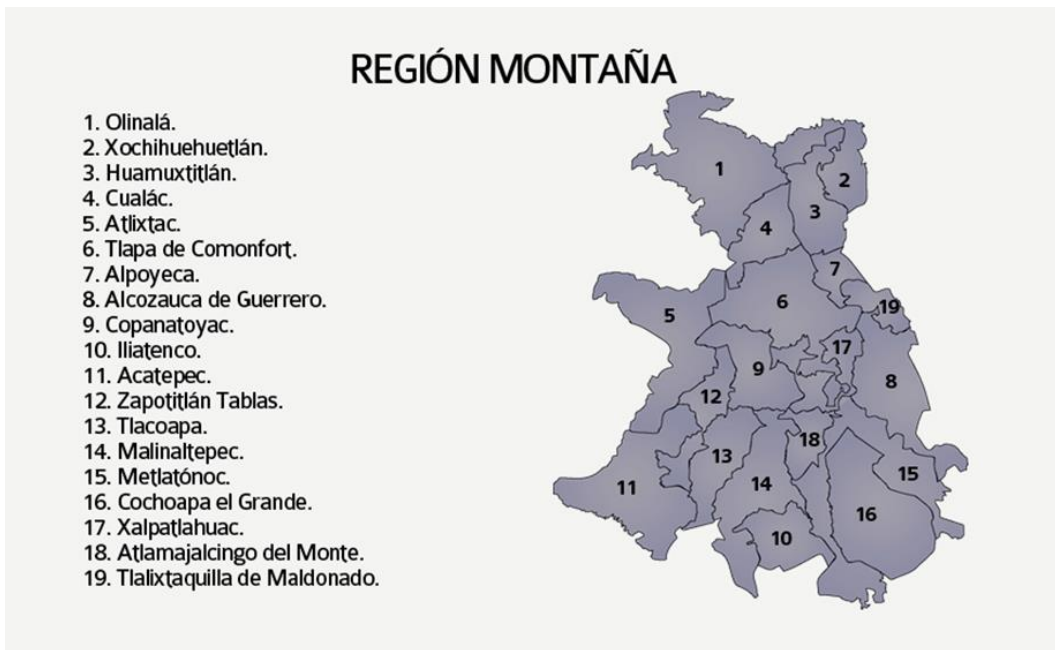 REGIÓN MONTAÑA
1. Olinalá.
2. Xochihuehuetlán.
3. Huamuxtitlán.
4. Cualác.
5. Atlixtac.
6. Tlapa de Comonfort.
7. Alpoyeca.
8. Alcozauca de Guerrero.
9. Copanatoyac.
10. Iliatenco.
11. Acatepec.
12. Zapotitlán Tablas.
13. Tlacoapa.
14. Malinaltepec.
15. Metlatónoc.
16. Cochoapa el Grande.
17. Xalpatlahuac.
18. Atlamajalcingo del Monte.
19. Tlalixtaquilla de Maldonado.
1
2
3
4
7
6
19
5
17
9
8
12
18
13
15
14
11
16
10